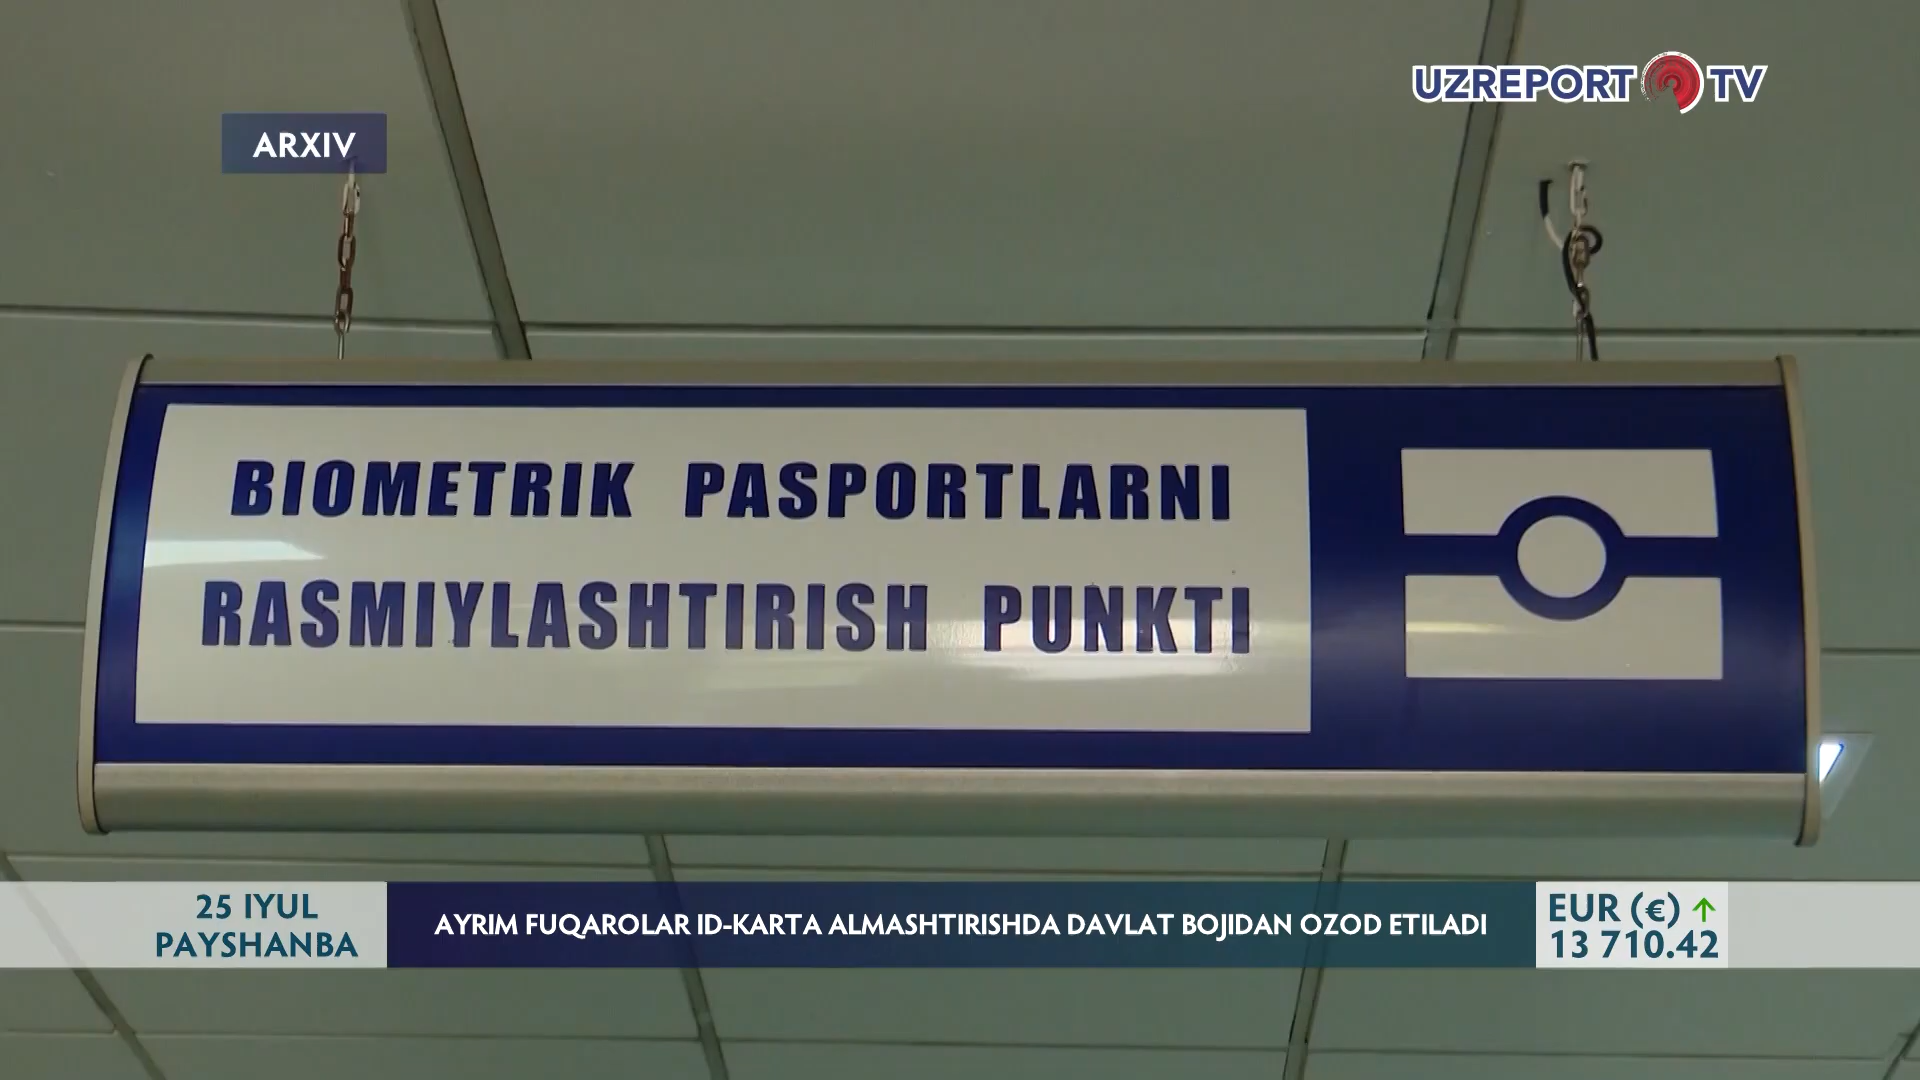 UZREPORT TV
ARXIV
BIOMETRIK PASPORTLARNI
RASMIYLASHTIRISH PUNKTI
25 IYUL
PAYSHANBA
AYRIM FUQAROLAR ID-KARTA ALMASHTIRISHDA DAVLAT BOJIDAN OZOD ETILADI
EUR (€) ↑
13 710.42